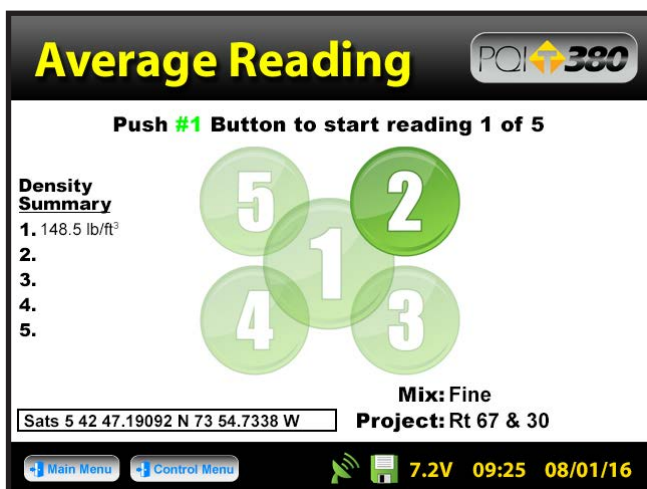 Average Reading
PQI 380
Push #1 Button to start reading 1 of 5
Density
Summary
1. 148.5 lb/ft³
2.
3.
4.
5.
5
2
1
4
3
Mix: Fine
Sats 5 42 47.19092 N 73 54.7338 W
Project: Rt 67 & 30
Main Menu
Control Menu
7.2V 09:25 08/01/16